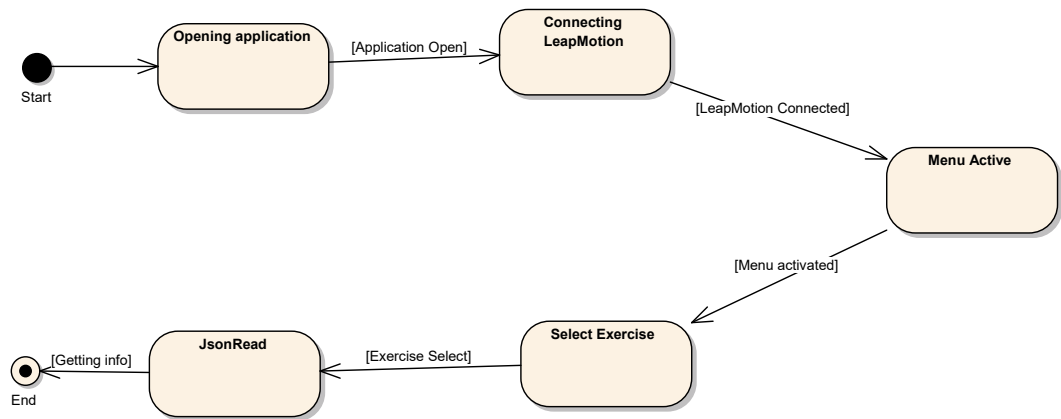 Opening application
[Application Open]
Connecting
LeapMotion
Start
[LeapMotion Connected]
Menu Active
[Menu activated]
Select Exercise
[Exercise Select]
JsonRead
[Getting info]
End